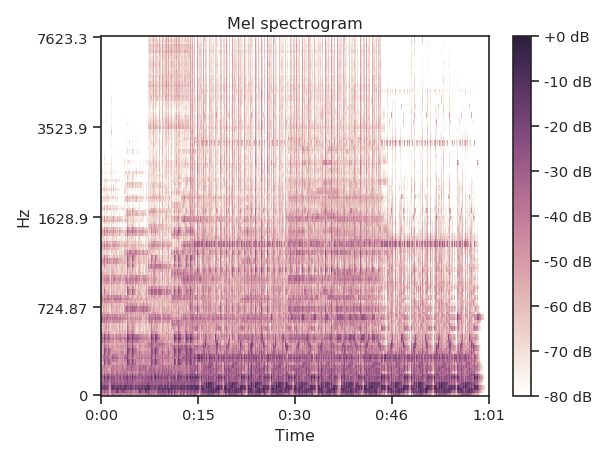 Mel spectrogram
7623.3
3523.9
1628.9
724.87
0
Hz
0:00
0:15
0:30
0:46
1:01
Time
+0 dB
-10 dB
-20 dB
-30 dB
-40 dB
-50 dB
-60 dB
-70 dB
-80 dB